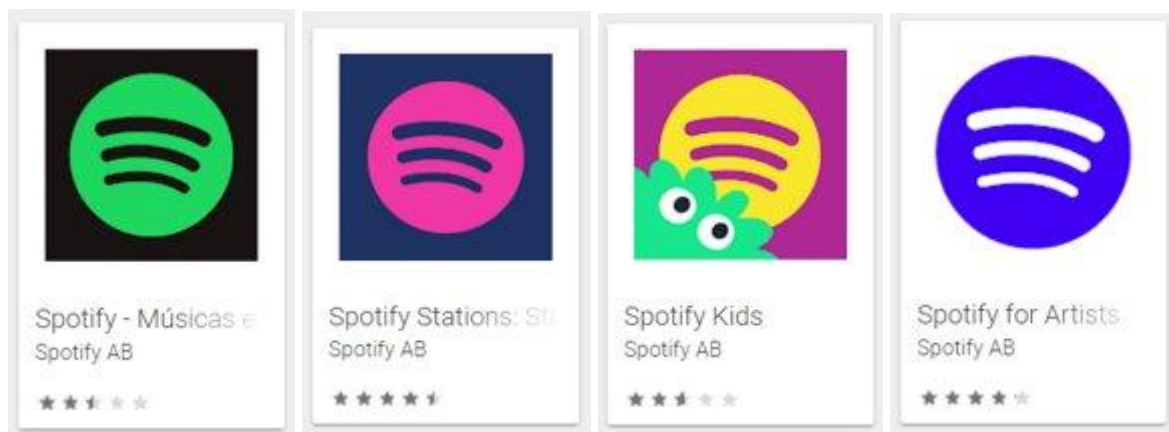 Spotify - Músicas e
Spotify AB
Spotify Stations: St
Spotify AB
Spotify Kids
Spotify AB
Spotify for Artists
Spotify AB